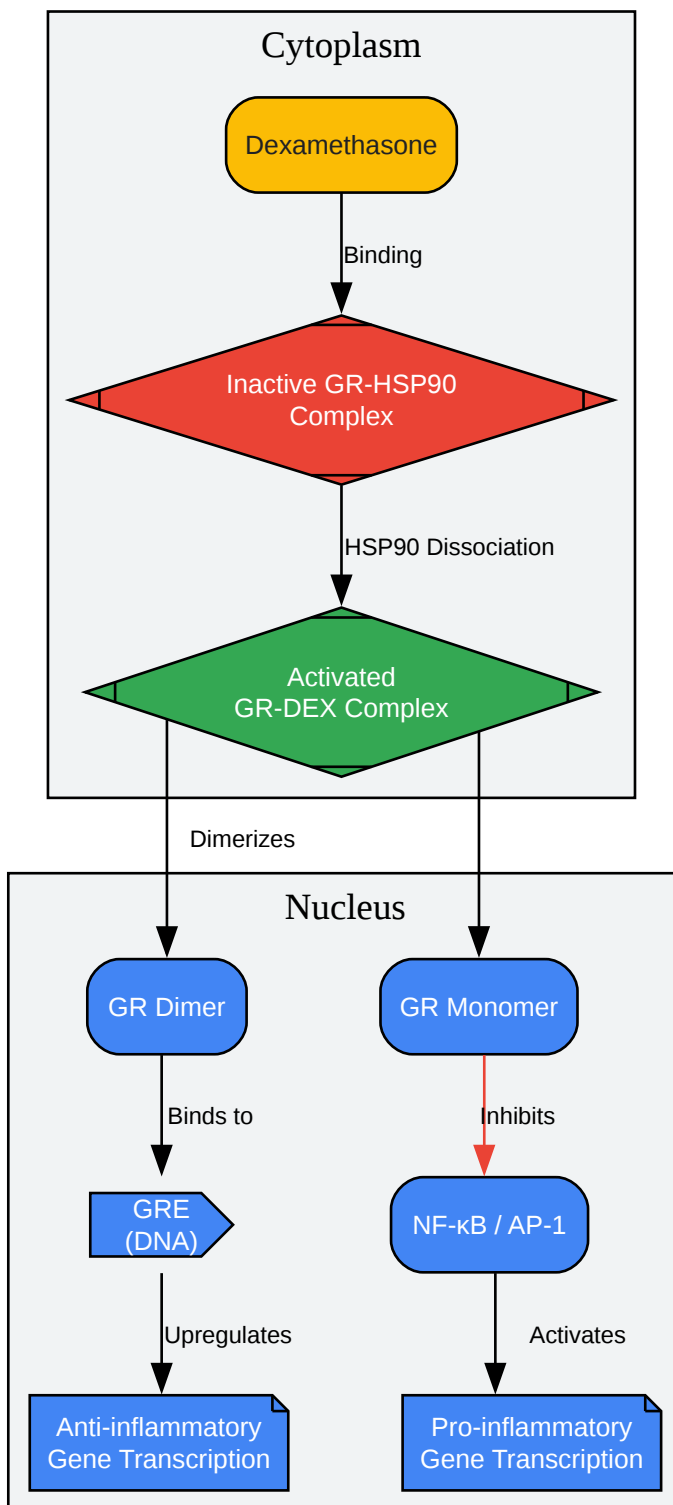 Cytoplasm
Dexamethasone
Binding
Inactive GR-HSP90
Complex
HSP90 Dissociation
Activated
GR-DEX Complex
Dimerizes
Nucleus
GR Dimer
GR Monomer
Binds to
Inhibits
GRE
(DNA)
NF-κB / AP-1
Upregulates
Activates
Anti-inflammatory
Gene Transcription
Pro-inflammatory
Gene Transcription